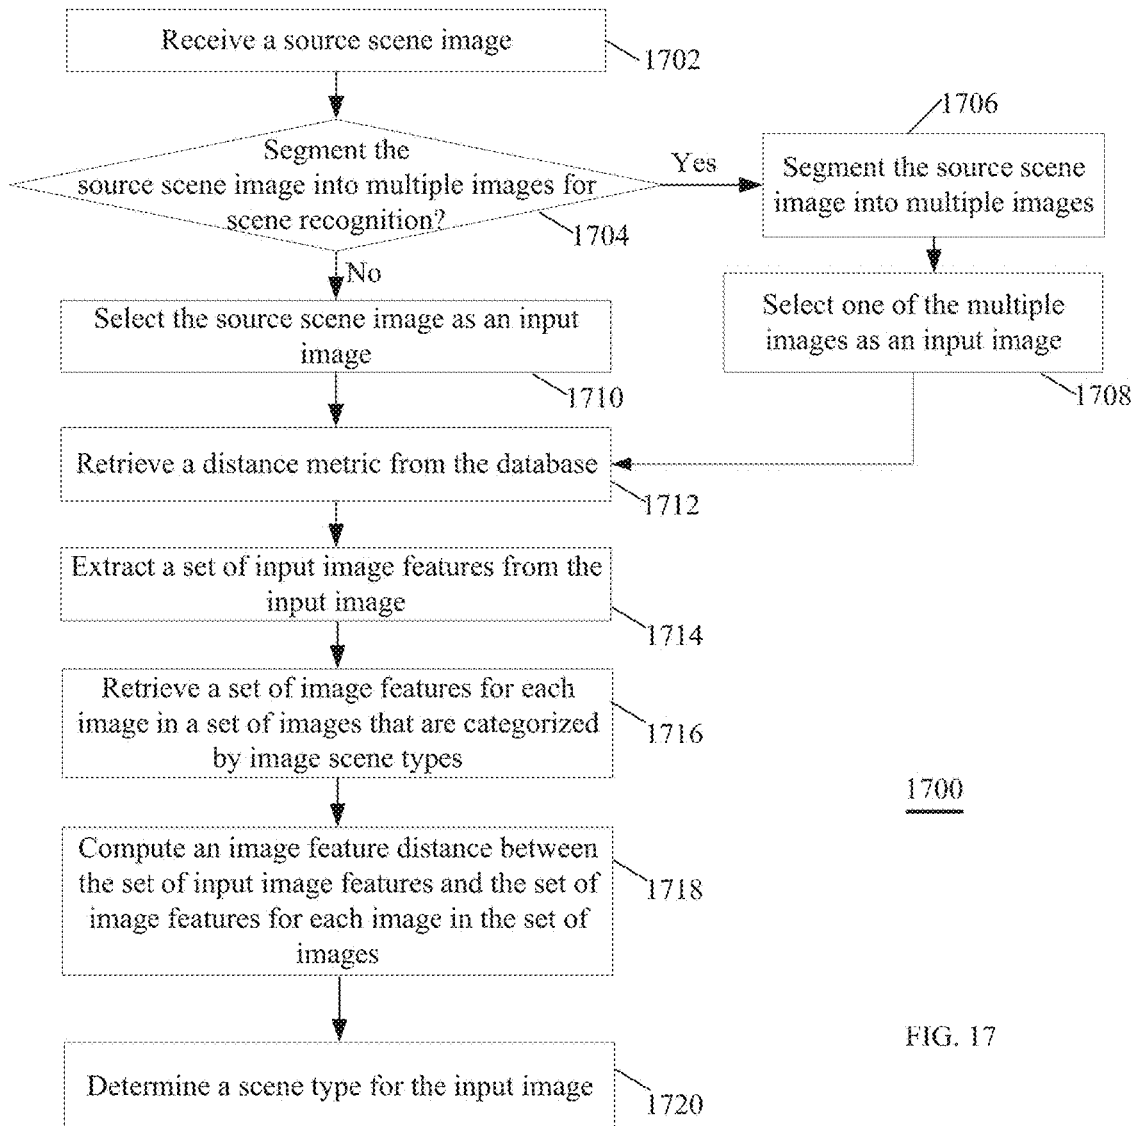 Receive a source scene image
1702
Segment the
source scene image into multiple images for
scene recognition?
1704
Yes
1706
Segment the source scene
image into multiple images
No
Select one of the multiple
images as an input image
1708
Select the source scene image as an input
image
1710
Retrieve a distance metric from the database
1712
Extract a set of input image features from the
input image
1714
Retrieve a set of image features for each
image in a set of images that are categorized
by image scene types
1716
1700
Compute an image feature distance between
the set of input image features and the set of
image features for each image in the set of
images
1718
FIG. 17
Determine a scene type for the input image
1720